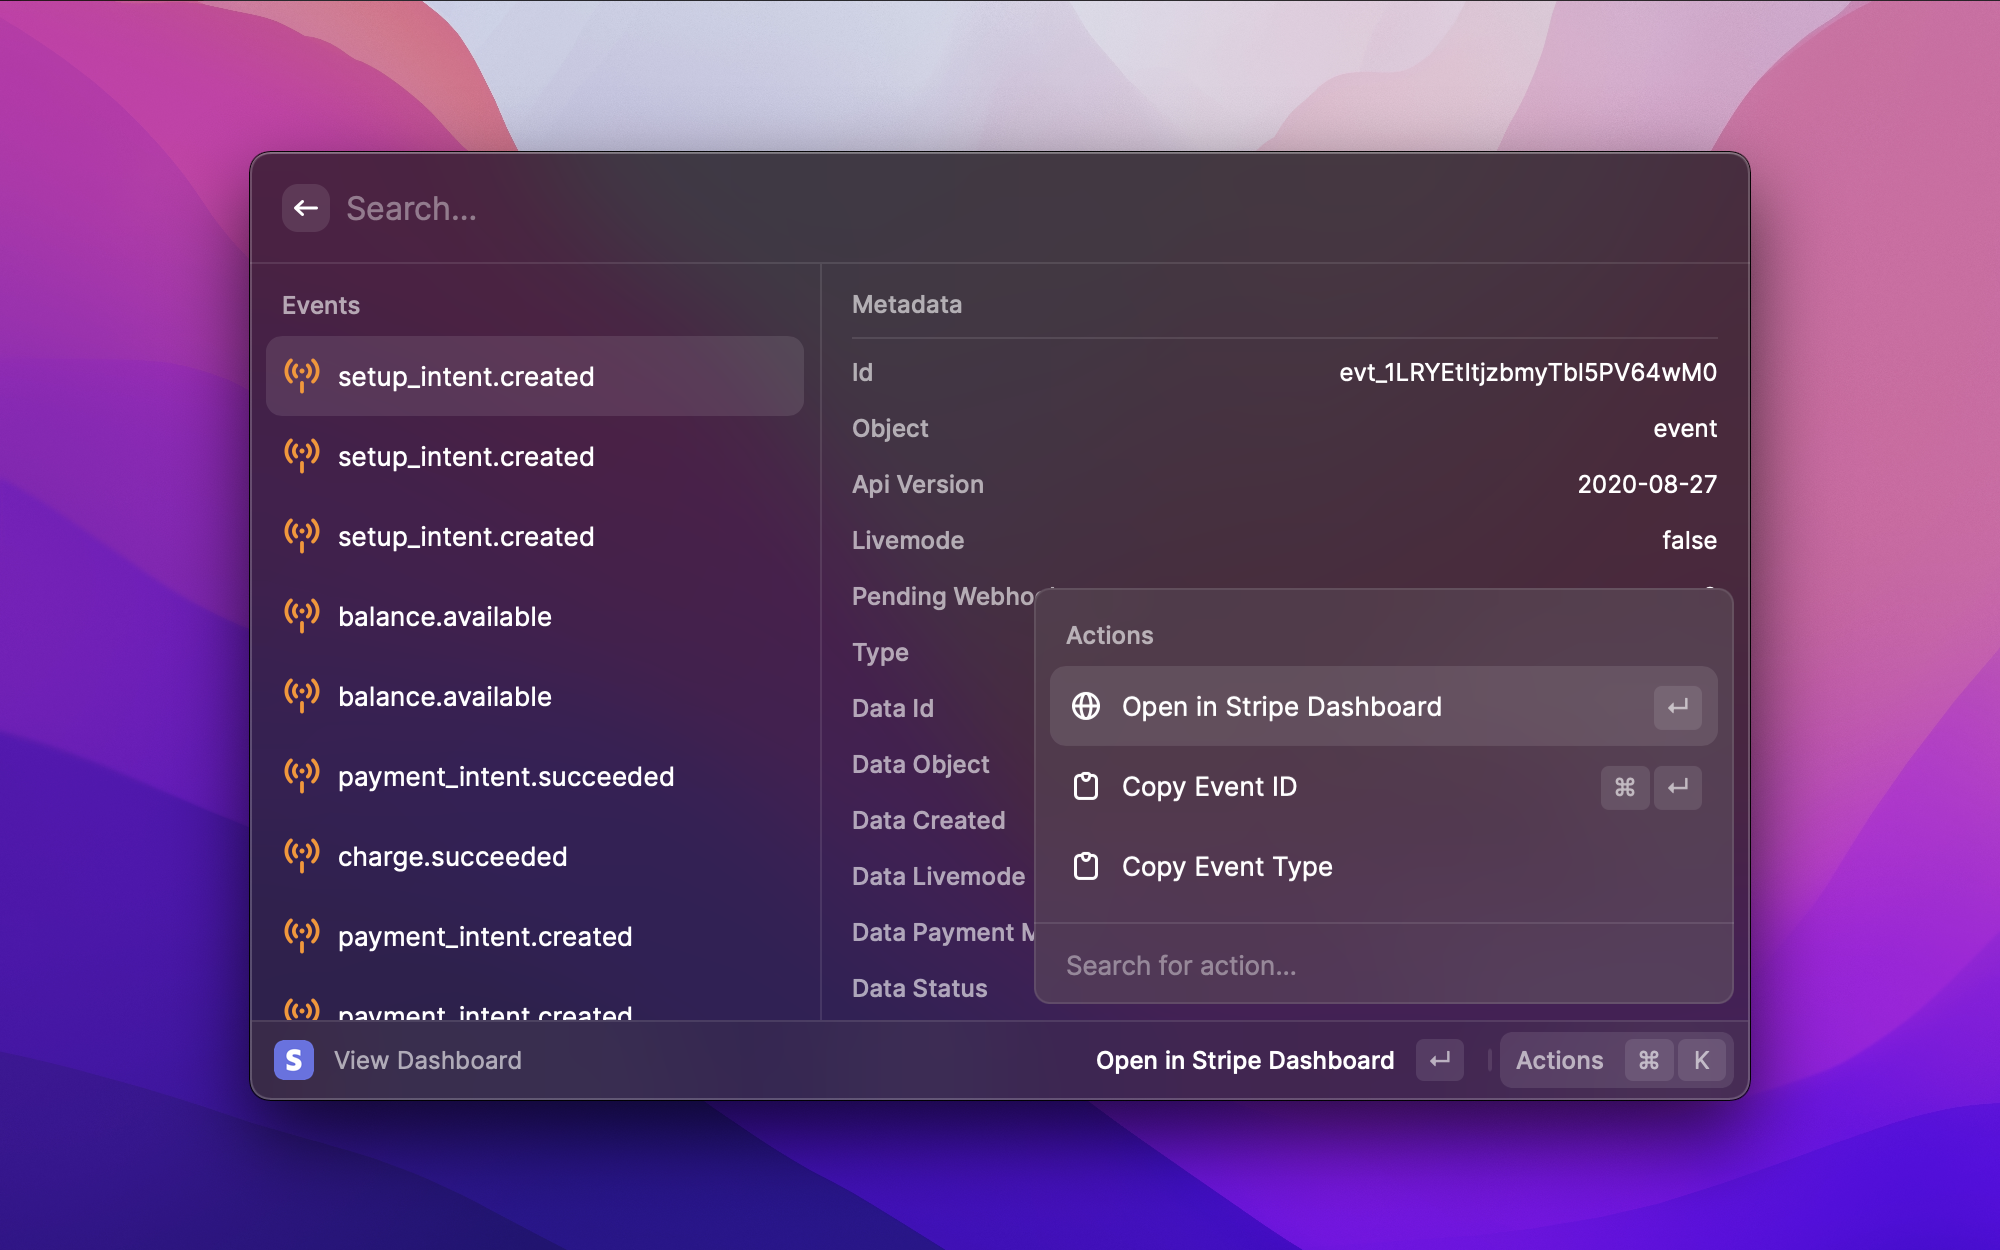 Search...
Events
setup_intent.created
setup_intent.created
setup_intent.created
balance.available
balance.available
payment_intent.succeeded
charge.succeeded
payment_intent.created
payment_intent.created
Metadata
Id evt_1LRYEtItjzbmyTbI5PV64wM0
Object event
Api Version 2020-08-27
Livemode false
Pending
Type
Data Id
Data Object
Data Created
Data Livemode
Data Payment
Data Status
Actions
Open in Stripe Dashboard ↵
Copy Event ID ⌘ ↵
Copy Event Type
Search for action...
S View Dashboard
Open in Stripe Dashboard ↵ Actions ⌘ K